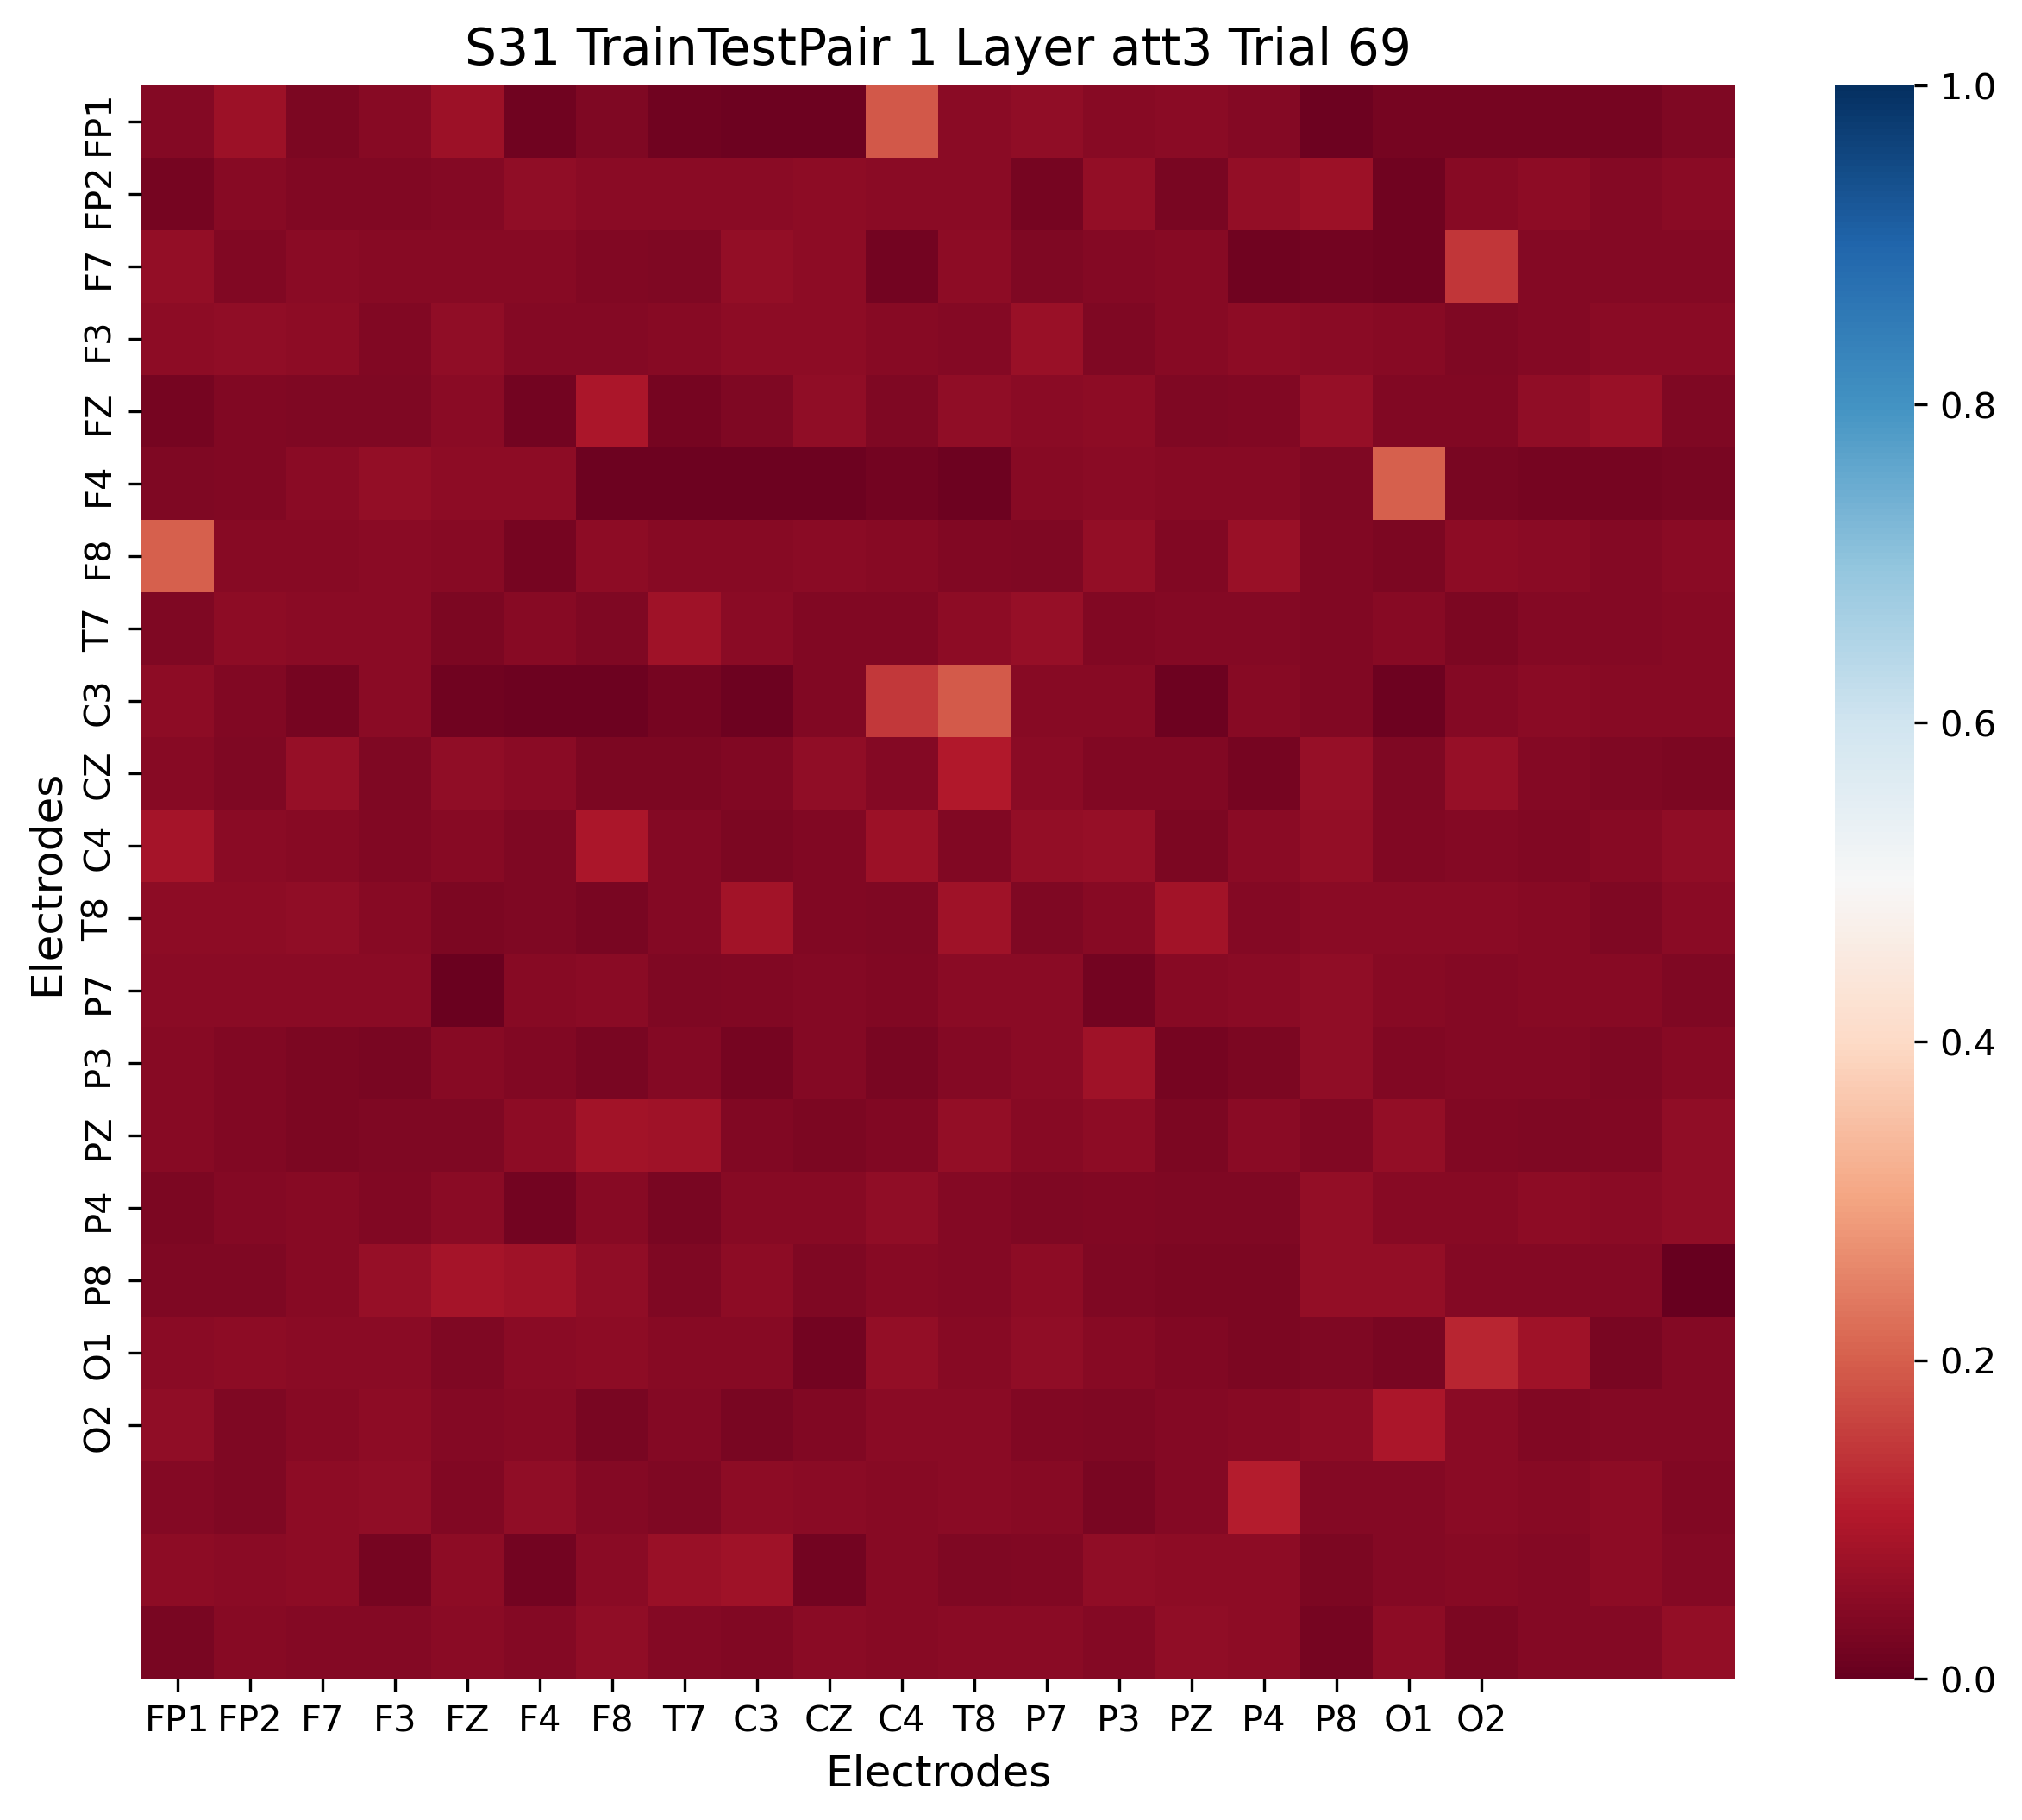 S31 TrainTestPair 1 Layer att3 Trial 69
Electrodes
FP1
FP2
F7
F3
FZ
F4
F8
T7
C3
CZ
C4
T8
P7
P3
PZ
P4
P8
O1
O2
FP1 FP2 F7 F3 FZ F4 F8 T7 C3 CZ C4 T8 P7 P3 PZ P4 P8 O1 O2
Electrodes
1.0
0.8
0.6
0.4
0.2
0.0